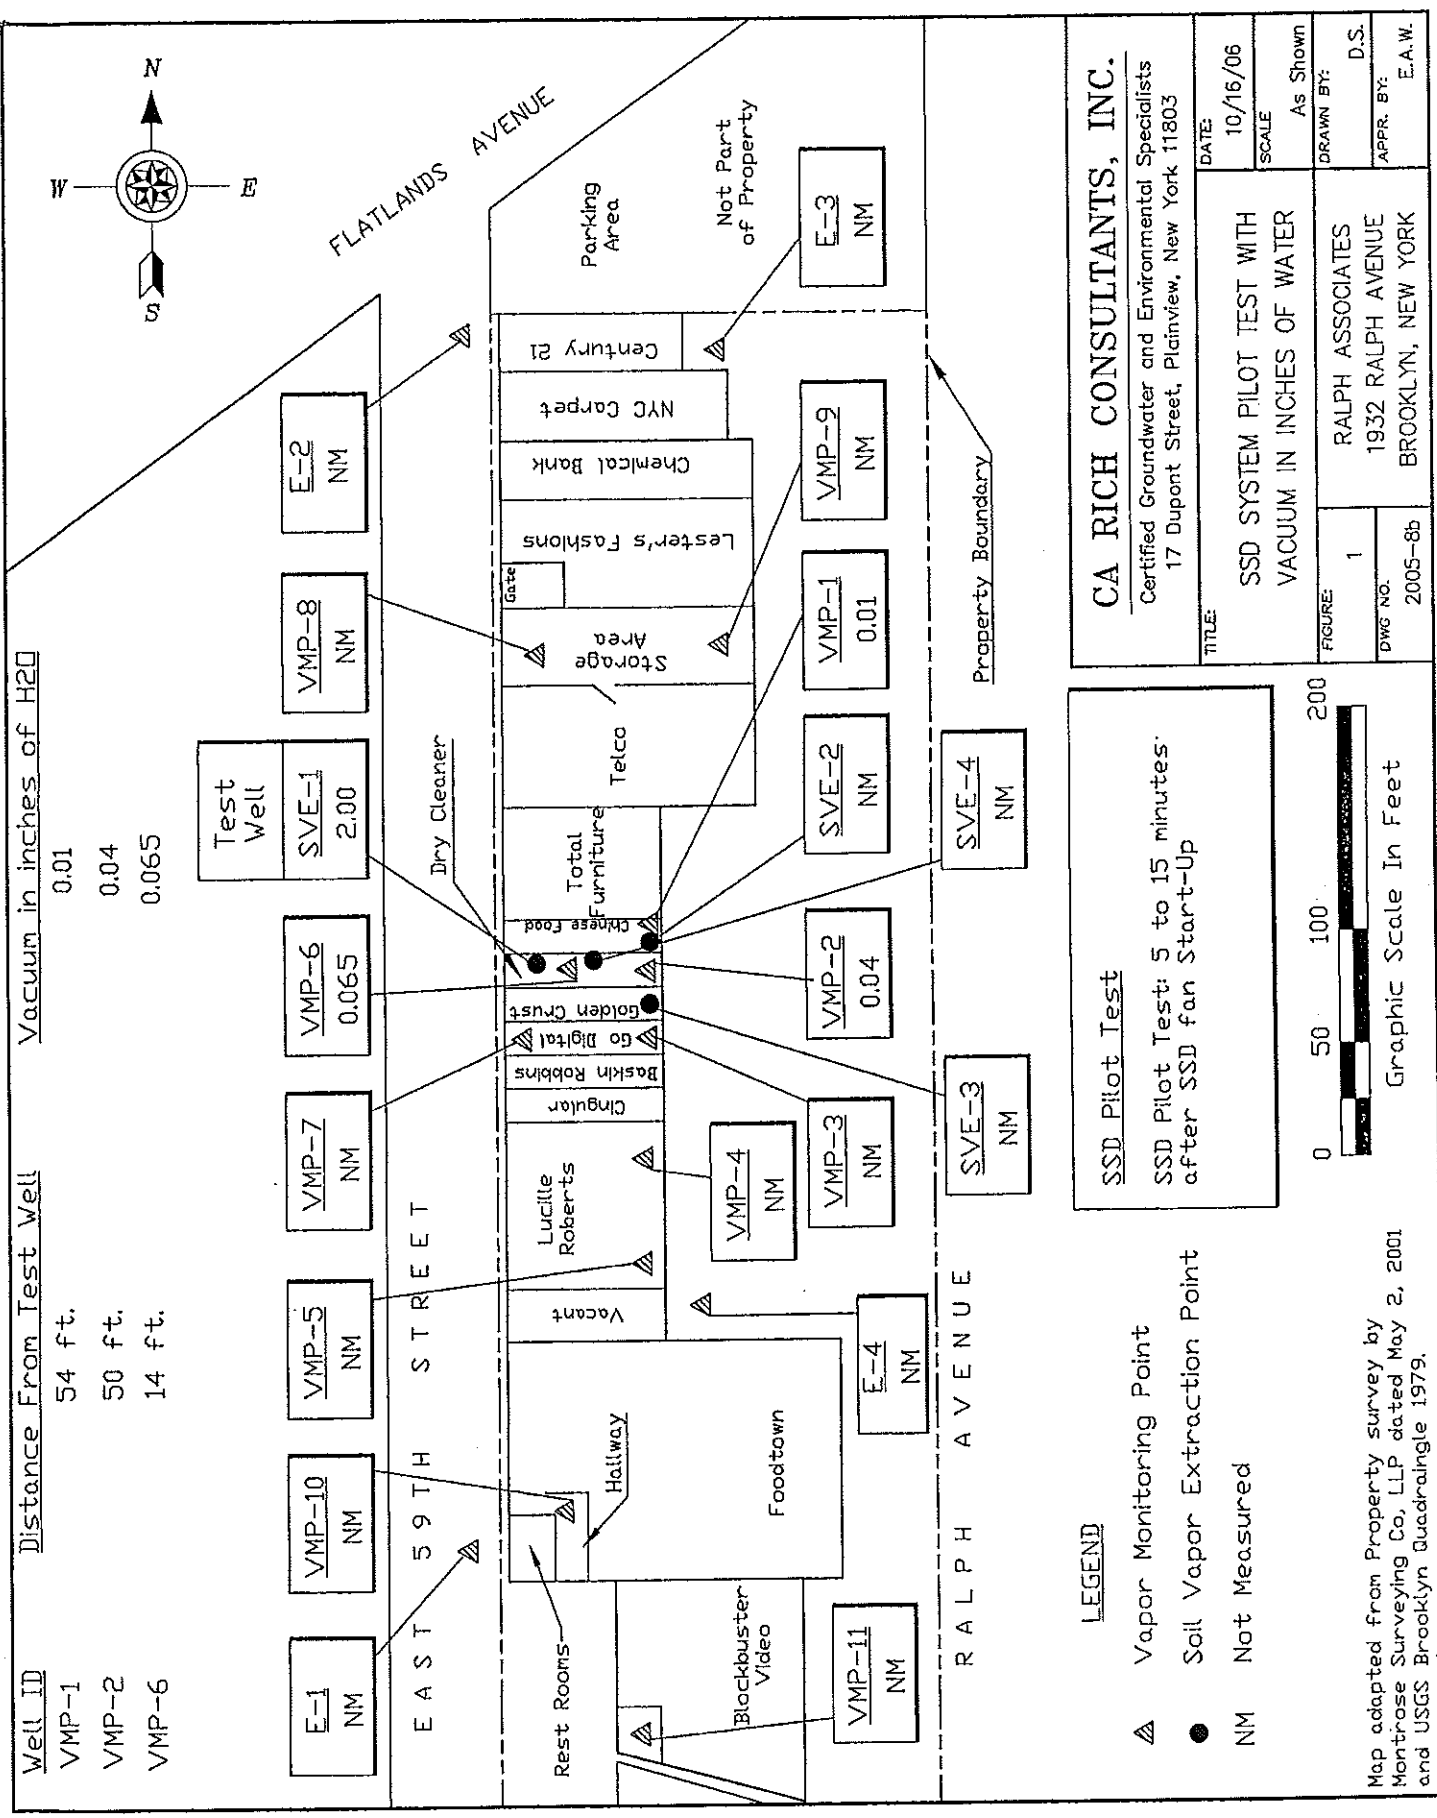 Well ID Distance From Test Well Vacuum in inches of H2O
VMP-1 54 ft. 0.01
VMP-2 50 ft. 0.04
VMP-6 14 ft. 0.065
N
W
E
S
E-1
NM
VMP-10
NM
VMP-5
NM
VMP-7
NM
VMP-6
0.065
Test
Well
SVE-1
2.00
VMP-8
NM
E-2
NM
FLATLANDS AVENUE
EAST 59TH STREET
Dry Cleaner
Rest Rooms
Hallway
Blockbuster
Video
Foodtown
Vacant
Lucille
Roberts
Cingular
Baskin Robbins
Go Digital
Golden Crust
Chinese Food
Total
Furniture
Telco
Storage
Area
Gate
Lester's Fashions
Chemical Bank
NYC Carpet
Century 21
Parking
Area
Not Part
of Property
VMP-11
NM
E-4
NM
VMP-4
NM
VMP-3
NM
SVE-3
NM
VMP-2
0.04
SVE-2
NM
SVE-4
NM
VMP-1
0.01
VMP-9
NM
E-3
NM
Property Boundary
RALPH AVENUE
LEGEND
Vapor Monitoring Point
Soil Vapor Extraction Point
NM Not Measured
SSD Pilot Test
SSD Pilot Test: 5 to 15 minutes
after SSD fan Start-Up
0 50 100 200
Graphic Scale In Feet
Map adapted from Property survey by
Montrose Surveying Co, LLP dated May 2, 2001
and USGS Brooklyn Quadraingle 1979.
CA RICH CONSULTANTS, INC.
Certified Groundwater and Environmental Specialists
17 Dupont Street, Plainview, New York 11803
TITLE:
SSD SYSTEM PILOT TEST WITH
VACUUM IN INCHES OF WATER
DATE:
10/16/06
SCALE
As Shown
FIGURE:
1
DWG NO.
2005-8b
RALPH ASSOCIATES
1932 RALPH AVENUE
BROOKLYN, NEW YORK
DRAWN BY:
D.S.
APPR. BY:
E.A.W.